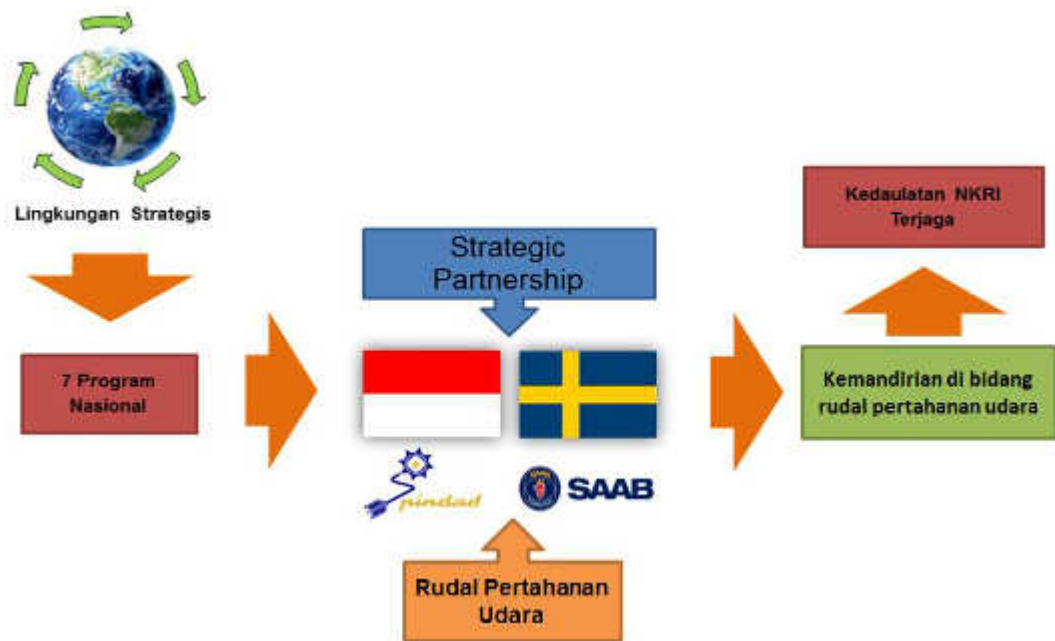 Lingkungan Strategis
7 Program
Nasional
Strategic
Partnership
pindad
SAAB
Rudal Pertahanan
Udara
Kedaulatan NKRI
Terjaga
Kemandirian di bidang
rudal pertahanan udara